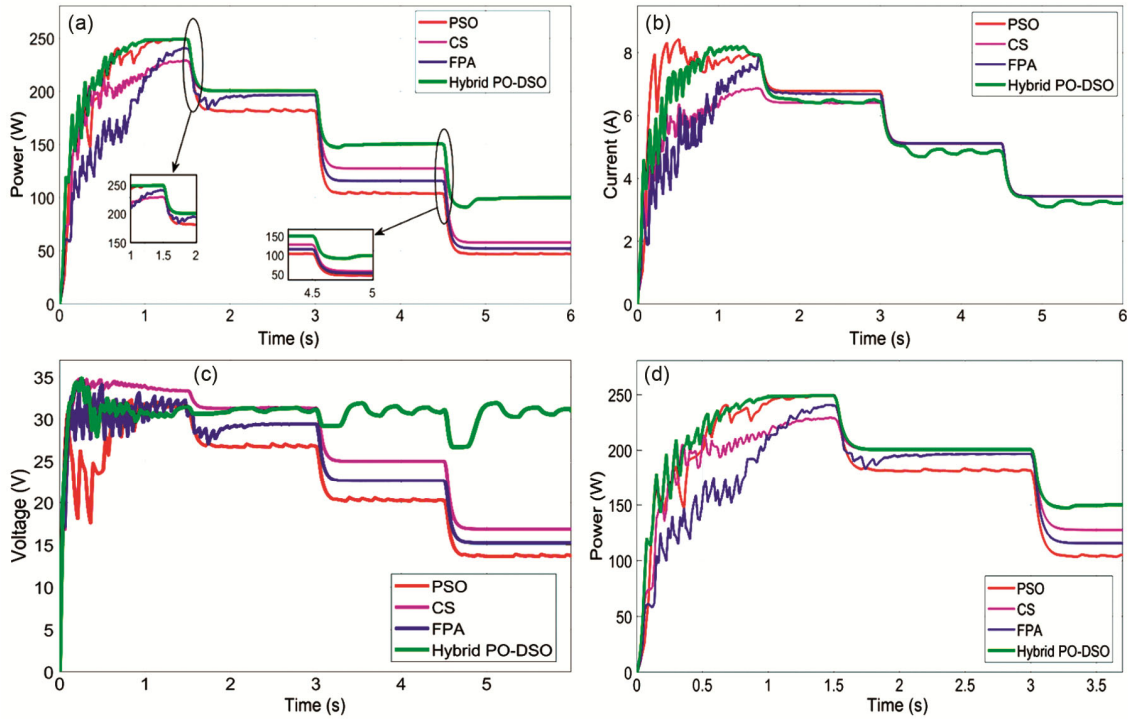 (a)
250
200
150
100
50
0
Power (W)
PSO
CS
FPA
Hybrid PO-DSO
250
200
150
1
1.5
2
150
100
50
4.5
5
0
1
2
3
4
5
6
Time (s)
(b)
8
6
4
2
0
Current (A)
PSO
CS
FPA
Hybrid PO-DSO
0
1
2
3
4
5
6
Time (s)
(c)
35
30
25
20
15
10
5
0
Voltage (V)
PSO
CS
FPA
Hybrid PO-DSO
0
1
2
3
4
5
Time (s)
(d)
250
200
150
100
50
0
Power (W)
PSO
CS
FPA
Hybrid PO-DSO
0
0.5
1
1.5
2
2.5
3
3.5
Time (s)